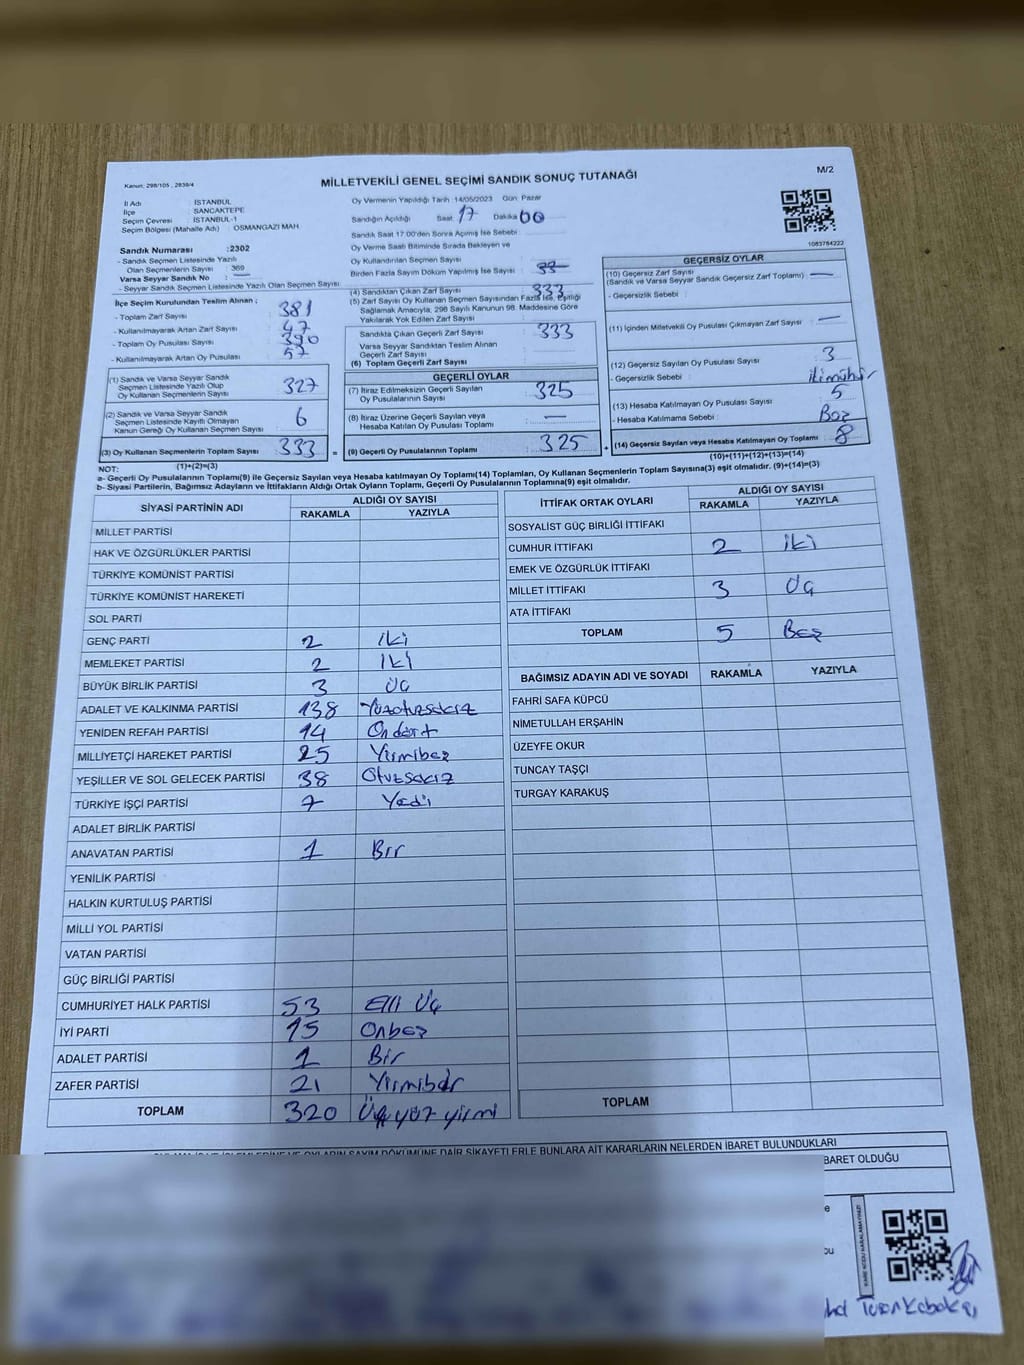 Kanun: 298/105 , 2839/4
MİLLETVEKİLİ GENEL SEÇİMİ SANDIK SONUÇ TUTANAĞI
M/2
İl Adı : İSTANBUL
İlçe : SANCAKTEPE
Seçim Çevresi : İSTANBUL-1
Seçim Bölgesi (Mahalle Adı) : OSMANGAZİ MAH
Sandık Numarası :2302
- Sandık Seçmen Listesinde Yazılı
Olan Seçmenlerin Sayısı : 369
Varsa Seyyar Sandık No :
- Seyyar Sandık Seçmen Listesinde Yazılı Olan Seçmen Sayısı :
Oy Vermenin Yapıldığı Tarih :14/05/2023 Gün: Pazar
Sandığın Açıldığı Saat 17 Dakika 00
Sandık Saat 17:00'den Sonra Açılmış İse Sebebi :
Oy Verme Saati Bitiminde Sırada Bekleyen ve
Oy Kullandırılan Seçmen Sayısı :
Birden Fazla Sayım Döküm Yapılmış İse Sayısı : 33
1083784222
İlçe Seçim Kurulundan Teslim Alınan ;
- Toplam Zarf Sayısı : 381
- Kullanılmayarak Artan Zarf Sayısı : 47
- Toplam Oy Pusulası Sayısı : 390
- Kullanılmayarak Artan Oy Pusulası : 57
(1) Sandık ve Varsa Seyyar Sandık
Seçmen Listesinde Yazılı Olup
Oy Kullanan Seçmenlerin Sayısı : 327
(2) Sandık ve Varsa Seyyar Sandık
Seçmen Listesinde Kayıtlı Olmayan
Kanun Gereği Oy Kullanan Seçmen Sayısı : 6
(3) Oy Kullanan Seçmenlerin Toplam Sayısı : 333
(1)+(2)=(3)
(4) Sandıktan Çıkan Zarf Sayısı : 333
(5) Zarf Sayısı Oy Kullanan Seçmen Sayısından Fazla İse, Eşitliği
Sağlamak Amacıyla, 298 Sayılı Kanunun 98. Maddesine Göre
Yakılarak Yok Edilen Zarf Sayısı :
Sandıkta Çıkan Geçerli Zarf Sayısı : 333
Varsa Seyyar Sandıktan Teslim Alınan
Geçerli Zarf Sayısı :
(6) Toplam Geçerli Zarf Sayısı :
GEÇERLİ OYLAR
(7) İtiraz Edilmeksizin Geçerli Sayılan
Oy Pusulalarının Sayısı : 325
(8) İtiraz Üzerine Geçerli Sayılan veya
Hesaba Katılan Oy Pusulası Toplamı : —
= (9) Geçerli Oy Pusulalarının Toplamı : 325
GEÇERSİZ OYLAR
(10) Geçersiz Zarf Sayısı
(Sandık ve Varsa Seyyar Sandık Geçersiz Zarf Toplamı) : —
- Geçersizlik Sebebi :
(11) İçinden Milletvekili Oy Pusulası Çıkmayan Zarf Sayısı : —
(12) Geçersiz Sayılan Oy Pusulası Sayısı : 3
- Geçersizlik Sebebi : iki mühür
(13) Hesaba Katılmayan Oy Pusulası Sayısı : 5
- Hesaba Katılmama Sebebi : Boş
+ (14) Geçersiz Sayılan veya Hesaba Katılmayan Oy Toplamı : 8
(10)+(11)+(12)+(13)=(14)
NOT:
a- Geçerli Oy Pusulalarının Toplamı(9) ile Geçersiz Sayılan veya Hesaba katılmayan Oy Toplamı(14) Toplamları, Oy Kullanan Seçmenlerin Toplam Sayısına(3) eşit olmalıdır. (9)+(14)=(3)
b- Siyasi Partilerin, Bağımsız Adayların ve İttifakların Aldığı Ortak Oyların Toplamı, Geçerli Oy Pusulalarının Toplamına(9) eşit olmalıdır.
SİYASİ PARTİNİN ADI ALDIĞI OY SAYISI
RAKAMLA YAZIYLA
MİLLET PARTİSİ
HAK VE ÖZGÜRLÜKLER PARTİSİ
TÜRKİYE KOMÜNİST PARTİSİ
TÜRKİYE KOMÜNİST HAREKETİ
SOL PARTİ
GENÇ PARTİ 2 iki
MEMLEKET PARTİSİ 2 iki
BÜYÜK BİRLİK PARTİSİ 3 üç
ADALET VE KALKINMA PARTİSİ 138 Yüzotuzsekiz
YENİDEN REFAH PARTİSİ 14 Ondört
MİLLİYETÇİ HAREKET PARTİSİ 25 Yirmibeş
YEŞİLLER VE SOL GELECEK PARTİSİ 38 Otuzsekiz
TÜRKİYE İŞÇİ PARTİSİ 7 Yedi
ADALET BİRLİK PARTİSİ
ANAVATAN PARTİSİ 1 Bir
YENİLİK PARTİSİ
HALKIN KURTULUŞ PARTİSİ
MİLLİ YOL PARTİSİ
VATAN PARTİSİ
GÜÇ BİRLİĞİ PARTİSİ
CUMHURİYET HALK PARTİSİ 53 Elli Üç
İYİ PARTİ 15 Onbeş
ADALET PARTİSİ 1 Bir
ZAFER PARTİSİ 21 Yirmibir
TOPLAM 320 Üçyüz yirmi
İTTİFAK ORTAK OYLARI ALDIĞI OY SAYISI
RAKAMLA YAZIYLA
SOSYALİST GÜÇ BİRLİĞİ İTTİFAKI
CUMHUR İTTİFAKI 2 iki
EMEK VE ÖZGÜRLÜK İTTİFAKI
MİLLET İTTİFAKI 3 üç
ATA İTTİFAKI
TOPLAM 5 Beş
BAĞIMSIZ ADAYIN ADI VE SOYADI RAKAMLA YAZIYLA
FAHRİ SAFA KÜPCÜ
NİMETULLAH ERŞAHİN
ÜZEYFE OKUR
TUNCAY TAŞÇI
TURGAY KARAKUŞ
TOPLAM
OYLARIN SAYIM DÖKÜMÜNE DAİR ŞİKAYETLERLE BUNLARA AİT KARARLARIN NELERDEN İBARET BULUNDUKLARI
BARET OLDUĞU
KARE KODU KARALAMAYINIZ!